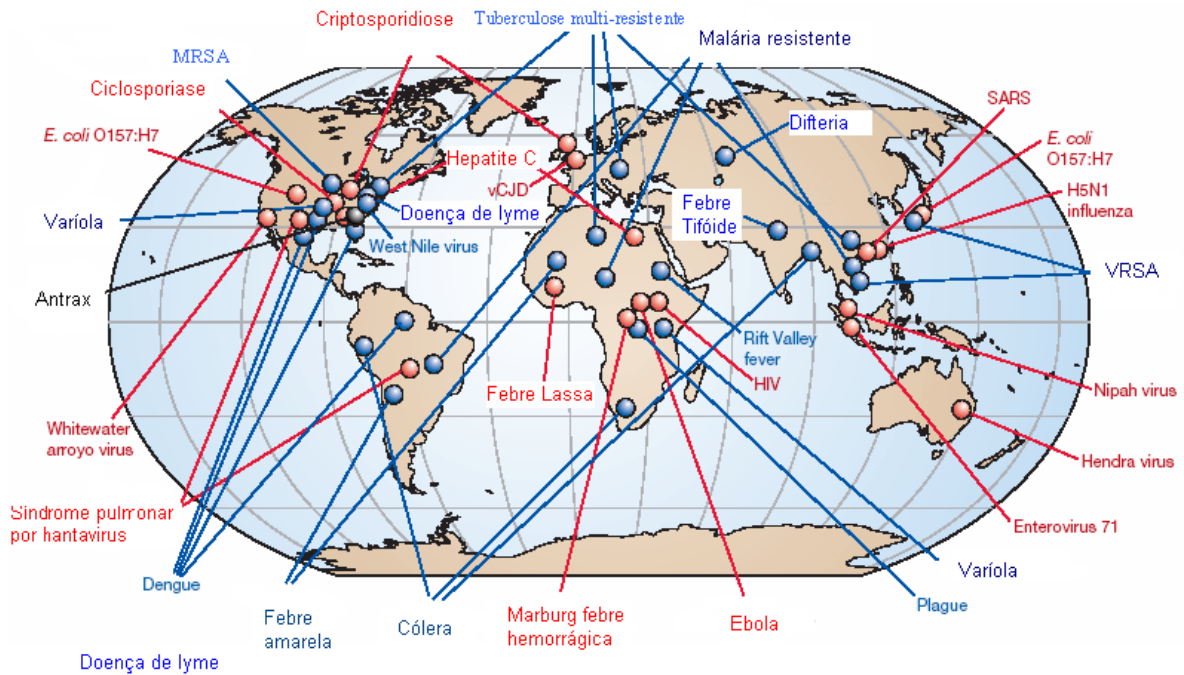 Criptosporidiose
Tuberculose multi-resistente
Malária resistente
MRSA
Ciclosporiase
SARS
E. coli O157:H7
Difteria
E. coli
O157:H7
Hepatite C
vCJD
H5N1
influenza
Varíola
Doença de lyme
Febre
Tifóide
West Nile virus
VRSA
Antrax
Rift Valley
fever
HIV
Febre Lassa
Nipah virus
Whitewater
arroyo virus
Hendra virus
Síndrome pulmonar
por hantavirus
Enterovirus 71
Dengue
Varíola
Febre
amarela
Cólera
Marburg febre
hemorrágica
Ebola
Plague
Doença de lyme